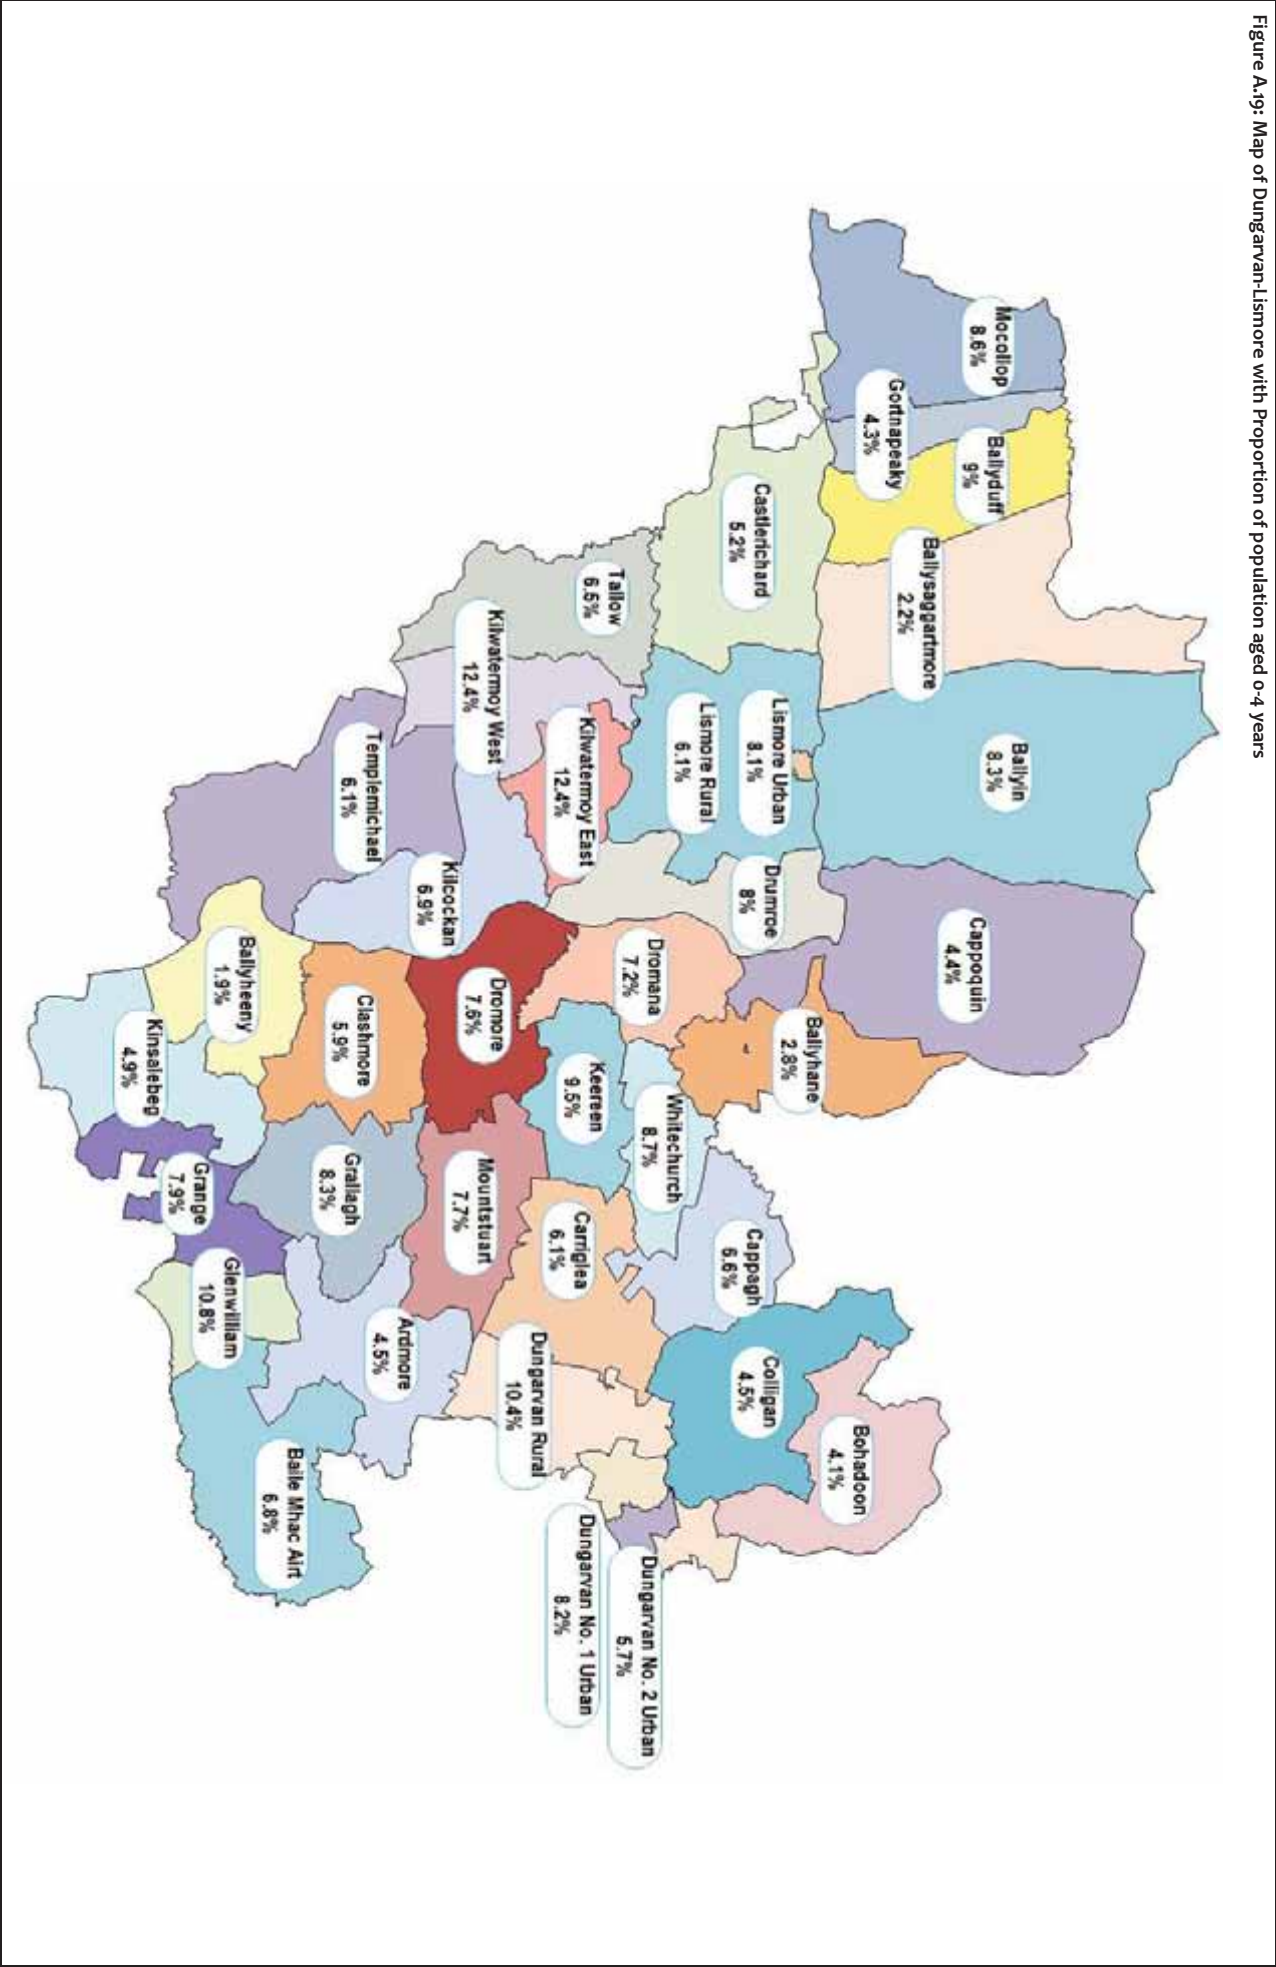 Figure A.19: Map of Dungarvan-Lismore with Proportion of population aged 0-4 years
Mocollop
8.6%
Gortnapeaky
4.3%
Ballyduff
9%
Ballysaggartmore
2.2%
Ballyin
8.3%
Cappoquin
4.4%
Castlerichard
5.2%
Lismore Urban
8.1%
Lismore Rural
6.1%
Drumroe
8%
Ballyhane
2.8%
Tallow
6.5%
Kilwatermoy West
12.4%
Kilwatermoy East
12.4%
Dromana
7.2%
Whitechurch
8.7%
Cappagh
6.6%
Colligan
4.5%
Bohadoon
4.1%
Templemichael
6.1%
Kilcockan
6.9%
Dromore
7.6%
Keereen
9.5%
Mountstuart
7.7%
Carriglea
6.1%
Dungarvan Rural
10.4%
Dungarvan No. 2 Urban
5.7%
Dungarvan No. 1 Urban
8.2%
Ballyheeny
1.9%
Clashmore
5.9%
Kinsalebeg
4.9%
Grange
7.9%
Grallagh
8.3%
Glenwilliam
10.8%
Ardmore
4.5%
Baile Mhac Airt
6.8%